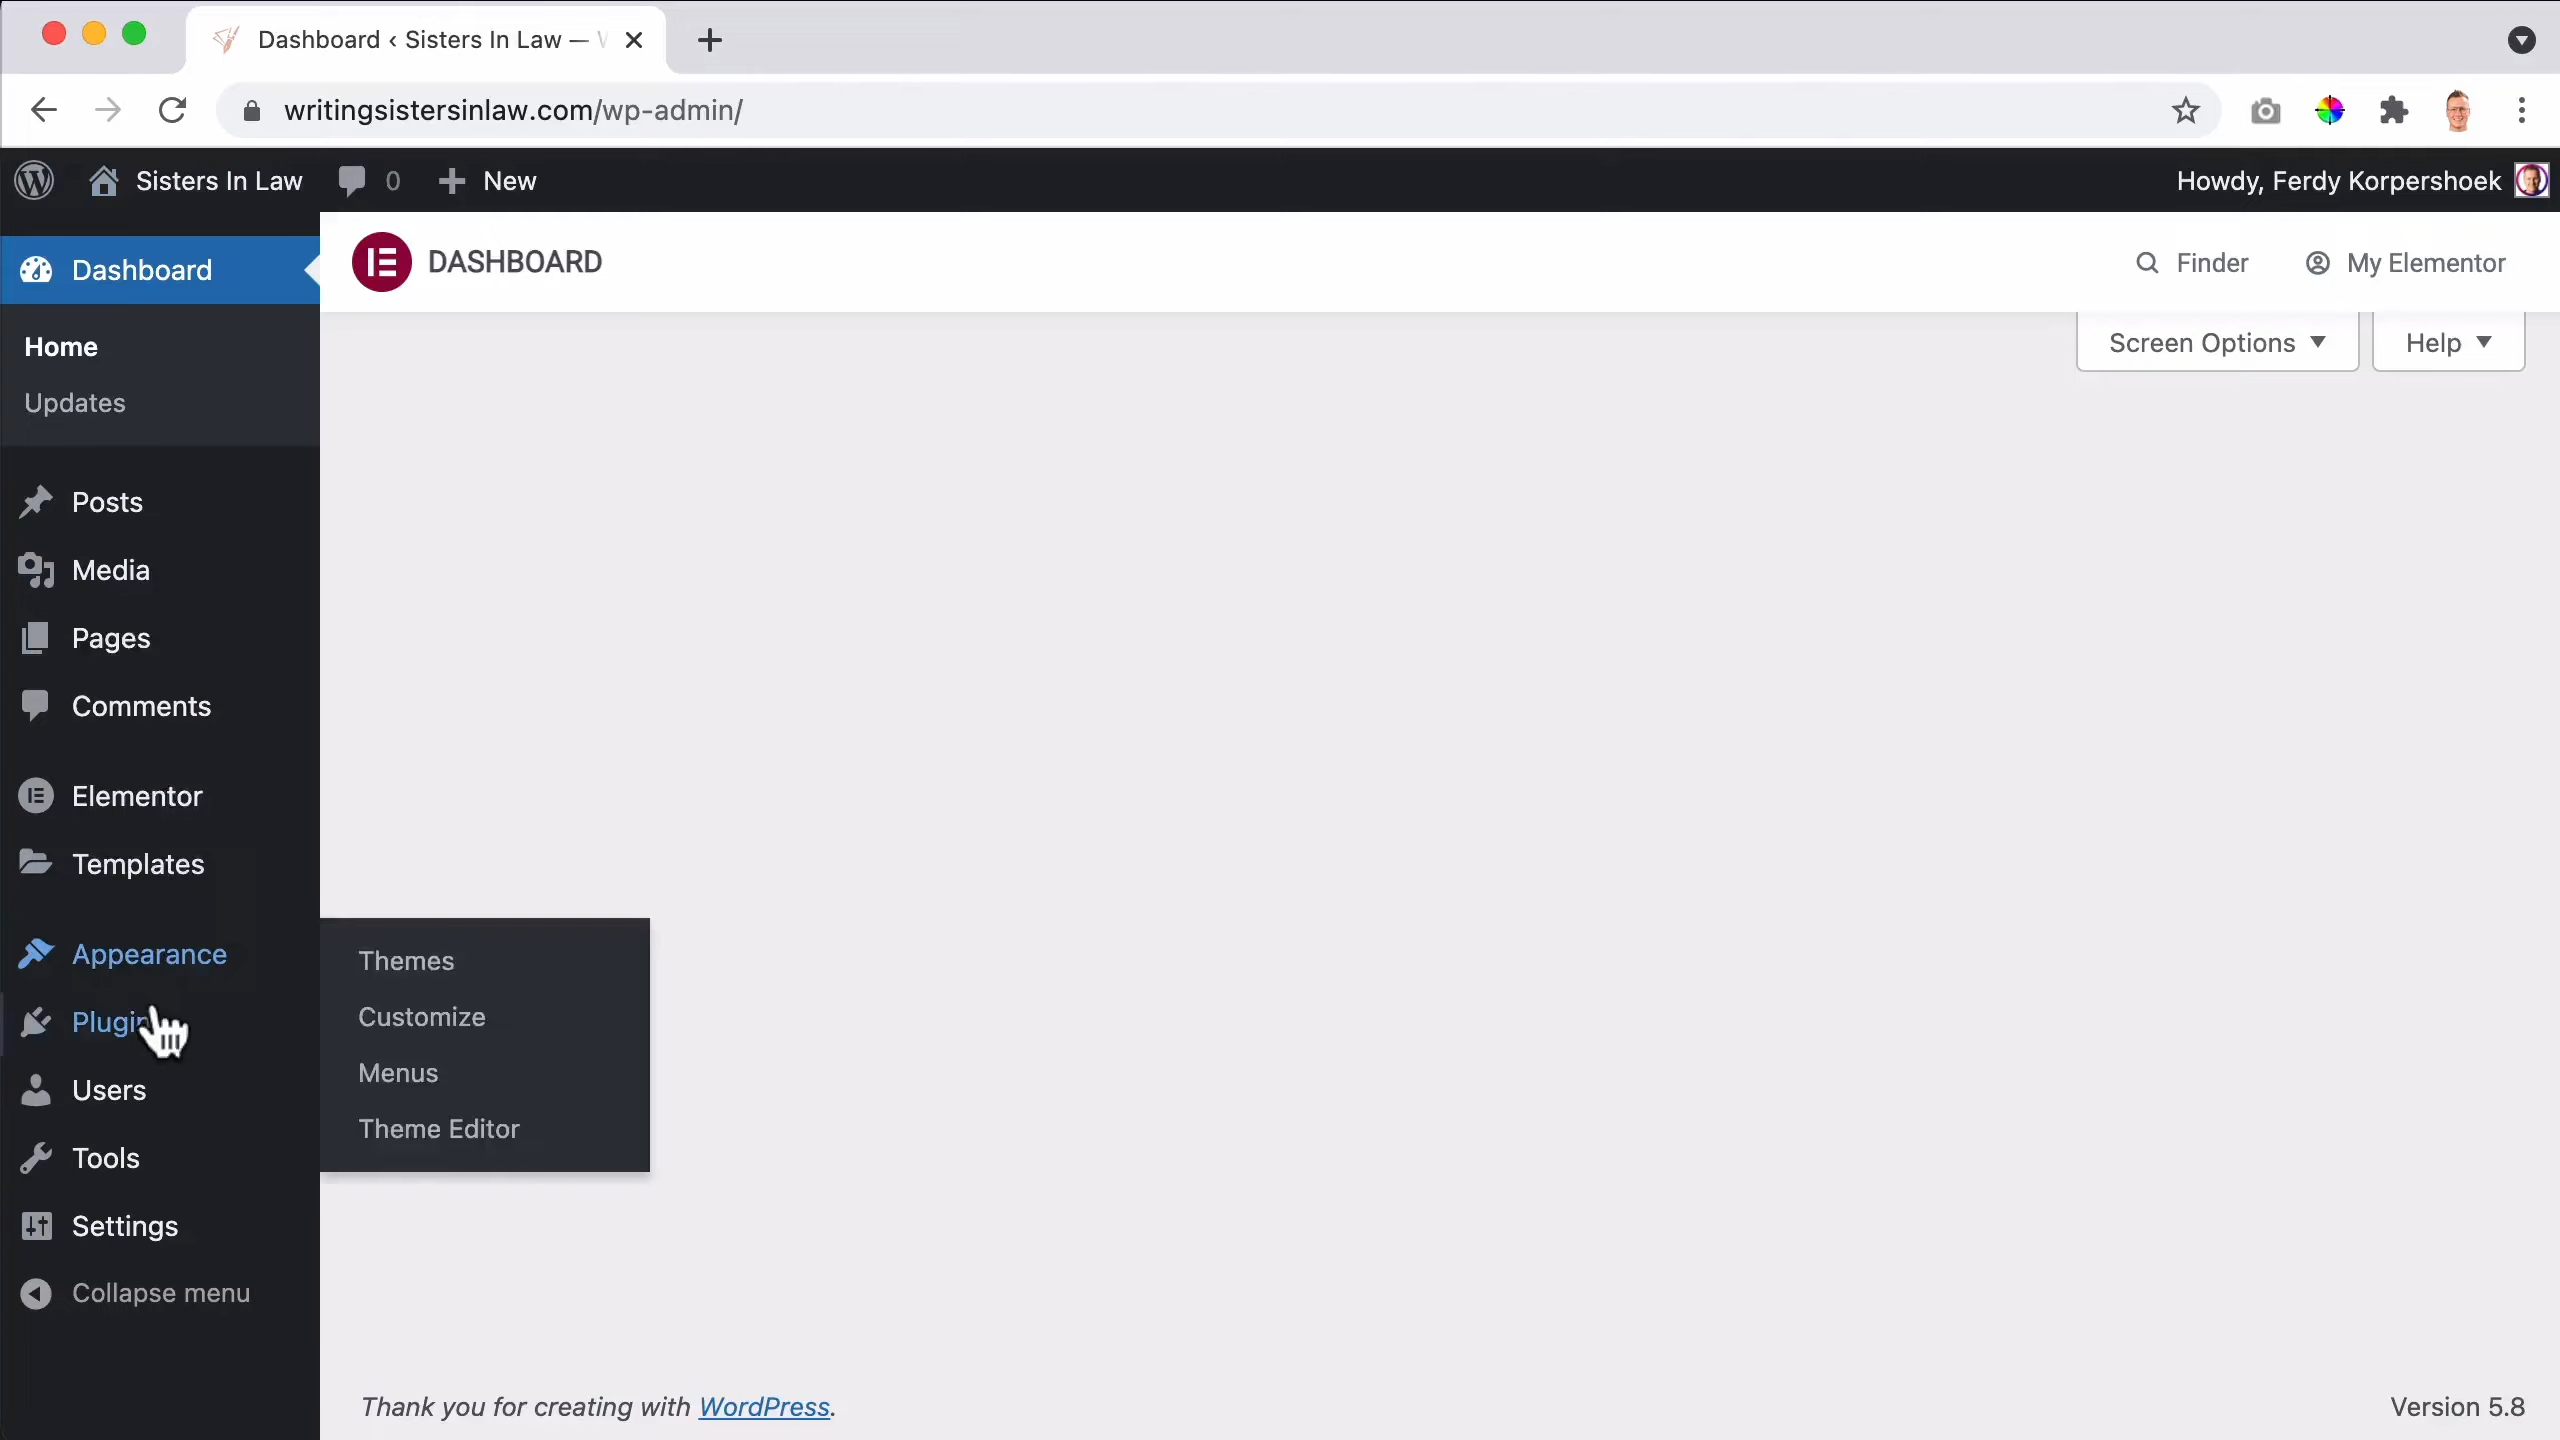 Dashboard ‹ Sisters In Law —
writingsistersinlaw.com/wp-admin/
Sisters In Law 0 New
Howdy, Ferdy Korpershoek
Dashboard
DASHBOARD
Finder My Elementor
Screen Options Help
Home
Updates
Posts
Media
Pages
Comments
Elementor
Templates
Appearance
Users
Tools
Settings
Collapse menu
Themes
Customize
Menus
Theme Editor
Thank you for creating with WordPress.
Version 5.8